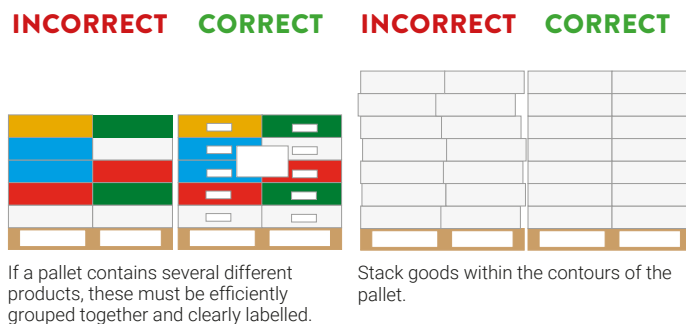 INCORRECT CORRECT INCORRECT CORRECT
If a pallet contains several different
products, these must be efficiently
grouped together and clearly labelled.
Stack goods within the contours of the
pallet.